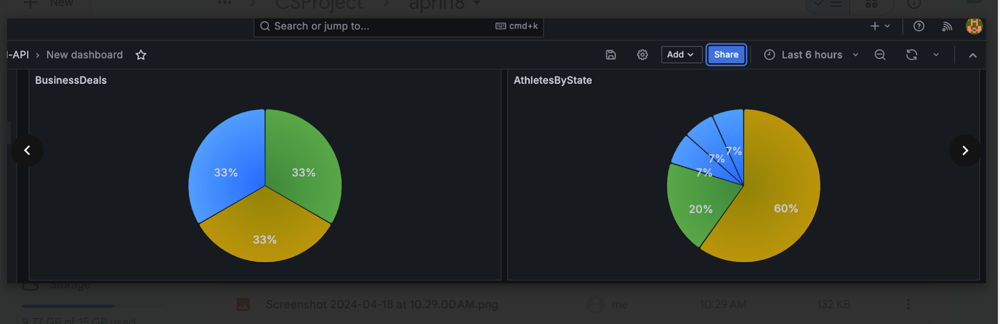 New
CSProject
april18
Search or jump to...
cmd+k
I-API › New dashboard
Add
Share
Last 6 hours
BusinessDeals
AthletesByState
33%
33%
33%
7%
7%
7%
20%
60%
Storage
Screenshot 2024-04-18 at 10.29.00 AM.png
me
10:29 AM
132 KB
9.77 GB of 15 GB used